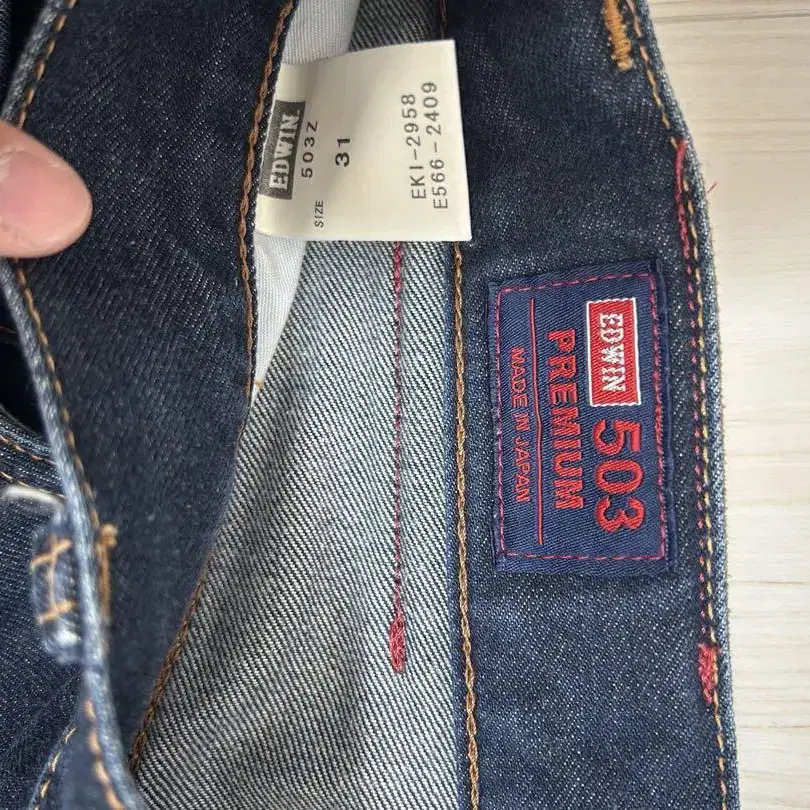 EDWIN
503Z
SIZE 31
EKI-2958
E566-2409
EDWIN 503
PREMIUM
MADE IN JAPAN